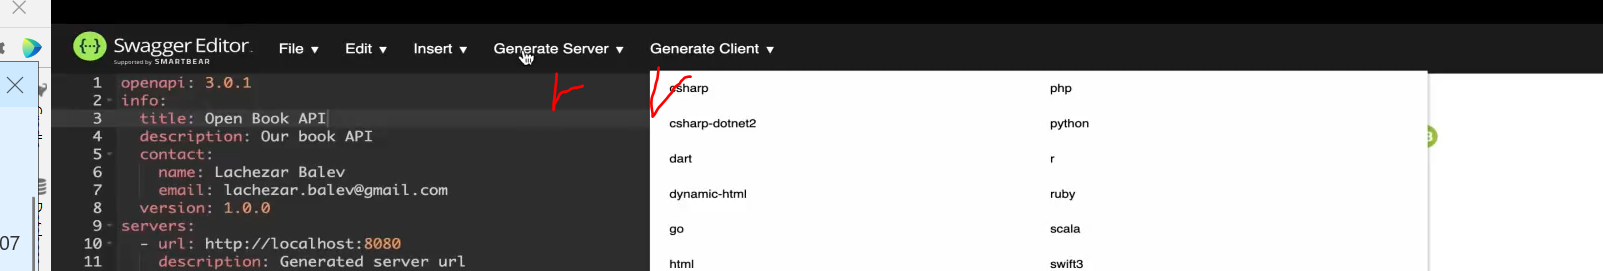 Swagger Editor.
Supported by SMARTBEAR
File ▼ Edit ▼ Insert ▼ Generate Server ▼ Generate Client ▼
1 openapi: 3.0.1
2 info:
3 title: Open Book API
4 description: Our book API
5 contact:
6 name: Lachezar Balev
7 email: lachezar.balev@gmail.com
8 version: 1.0.0
9 servers:
10 - url: http://localhost:8080
11 description: Generated server url
csharp php
csharp-dotnet2 python
dart r
dynamic-html ruby
go scala
html swift3
07